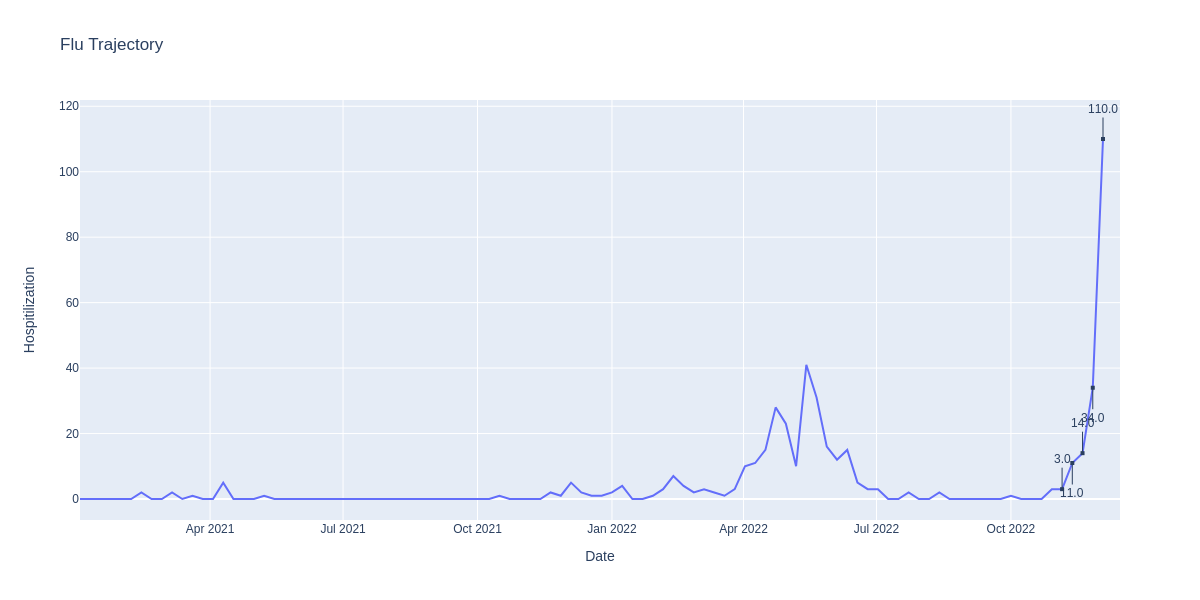 Flu Trajectory
120
100
80
60
40
20
0
Hospitilization
110.0
34.0
14.0
3.0
11.0
Apr 2021
Jul 2021
Oct 2021
Jan 2022
Apr 2022
Jul 2022
Oct 2022
Date